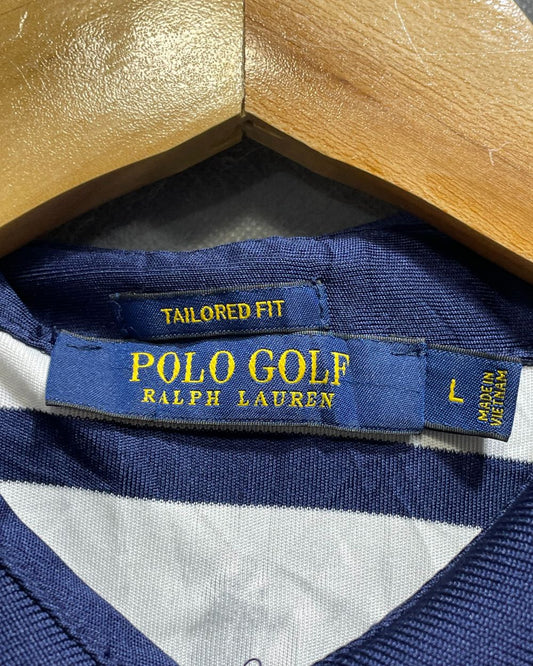 TAILORED FIT
POLO GOLF
RALPH LAUREN
L
MADE IN
VIETNAM